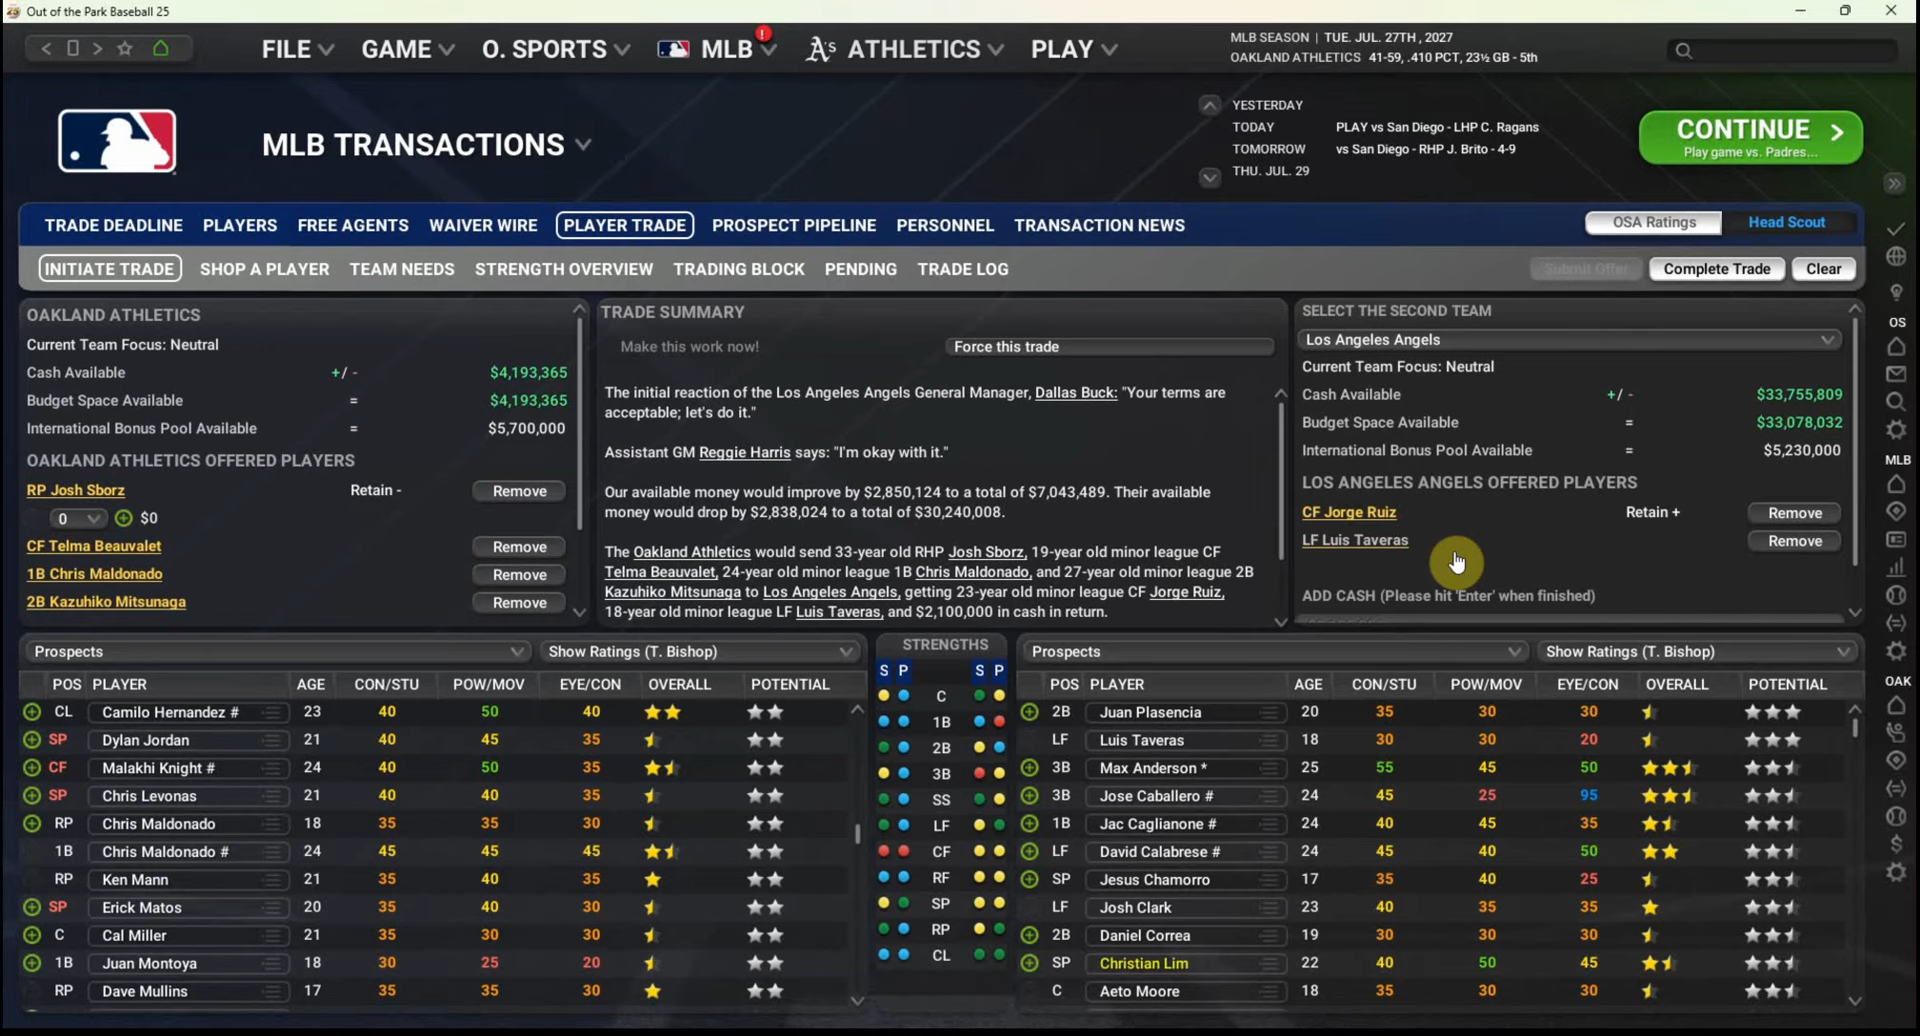 Out of the Park Baseball 25
FILE GAME O. SPORTS MLB ! A's ATHLETICS PLAY
MLB SEASON | TUE. JUL. 27TH , 2027
OAKLAND ATHLETICS 41-59, .410 PCT, 23½ GB - 5th
MLB TRANSACTIONS
YESTERDAY
TODAY PLAY vs San Diego - LHP C. Ragans
TOMORROW vs San Diego - RHP J. Brito - 4-9
THU. JUL. 29
CONTINUE
Play game vs. Padres...
TRADE DEADLINE PLAYERS FREE AGENTS WAIVER WIRE PLAYER TRADE PROSPECT PIPELINE PERSONNEL TRANSACTION NEWS
OSA Ratings Head Scout
INITIATE TRADE SHOP A PLAYER TEAM NEEDS STRENGTH OVERVIEW TRADING BLOCK PENDING TRADE LOG
Submit Offer Complete Trade Clear
OAKLAND ATHLETICS
Current Team Focus: Neutral
Cash Available +/ - $4,193,365
Budget Space Available = $4,193,365
International Bonus Pool Available = $5,700,000
OAKLAND ATHLETICS OFFERED PLAYERS
RP Josh Sborz Retain - Remove
0 $0
CF Telma Beauvalet Remove
1B Chris Maldonado Remove
2B Kazuhiko Mitsunaga Remove
TRADE SUMMARY
Make this work now! Force this trade
The initial reaction of the Los Angeles Angels General Manager, Dallas Buck: "Your terms are
acceptable; let's do it."
Assistant GM Reggie Harris says: "I'm okay with it."
Our available money would improve by $2,850,124 to a total of $7,043,489. Their available
money would drop by $2,838,024 to a total of $30,240,008.
The Oakland Athletics would send 33-year old RHP Josh Sborz, 19-year old minor league CF
Telma Beauvalet, 24-year old minor league 1B Chris Maldonado, and 27-year old minor league 2B
Kazuhiko Mitsunaga to Los Angeles Angels, getting 23-year old minor league CF Jorge Ruiz,
18-year old minor league LF Luis Taveras, and $2,100,000 in cash in return.
SELECT THE SECOND TEAM
Los Angeles Angels
Current Team Focus: Neutral
Cash Available +/ - $33,755,809
Budget Space Available = $33,078,032
International Bonus Pool Available = $5,230,000
LOS ANGELES ANGELS OFFERED PLAYERS
CF Jorge Ruiz Retain + Remove
LF Luis Taveras Remove
ADD CASH (Please hit 'Enter' when finished)
Prospects Show Ratings (T. Bishop)
POS PLAYER AGE CON/STU POW/MOV EYE/CON OVERALL POTENTIAL
CL Camilo Hernandez # 23 40 50 40
SP Dylan Jordan 21 40 45 35
CF Malakhi Knight # 24 40 50 35
SP Chris Levonas 21 40 40 35
RP Chris Maldonado 18 35 35 30
1B Chris Maldonado # 24 45 45 45
RP Ken Mann 21 35 40 35
SP Erick Matos 20 35 40 30
C Cal Miller 21 35 30 30
1B Juan Montoya 18 30 25 20
RP Dave Mullins 17 35 35 30
STRENGTHS
S P S P
C
1B
2B
3B
SS
LF
CF
RF
SP
RP
CL
Prospects Show Ratings (T. Bishop)
POS PLAYER AGE CON/STU POW/MOV EYE/CON OVERALL POTENTIAL
2B Juan Plasencia 20 35 30 30
LF Luis Taveras 18 30 30 20
3B Max Anderson * 25 55 45 50
3B Jose Caballero # 24 45 25 95
1B Jac Caglianone # 24 40 45 35
LF David Calabrese # 24 45 40 50
SP Jesus Chamorro 17 35 40 25
LF Josh Clark 23 40 35 35
2B Daniel Correa 19 30 30 30
SP Christian Lim 22 40 50 45
C Aeto Moore 18 35 30 30
OS
MLB
OAK